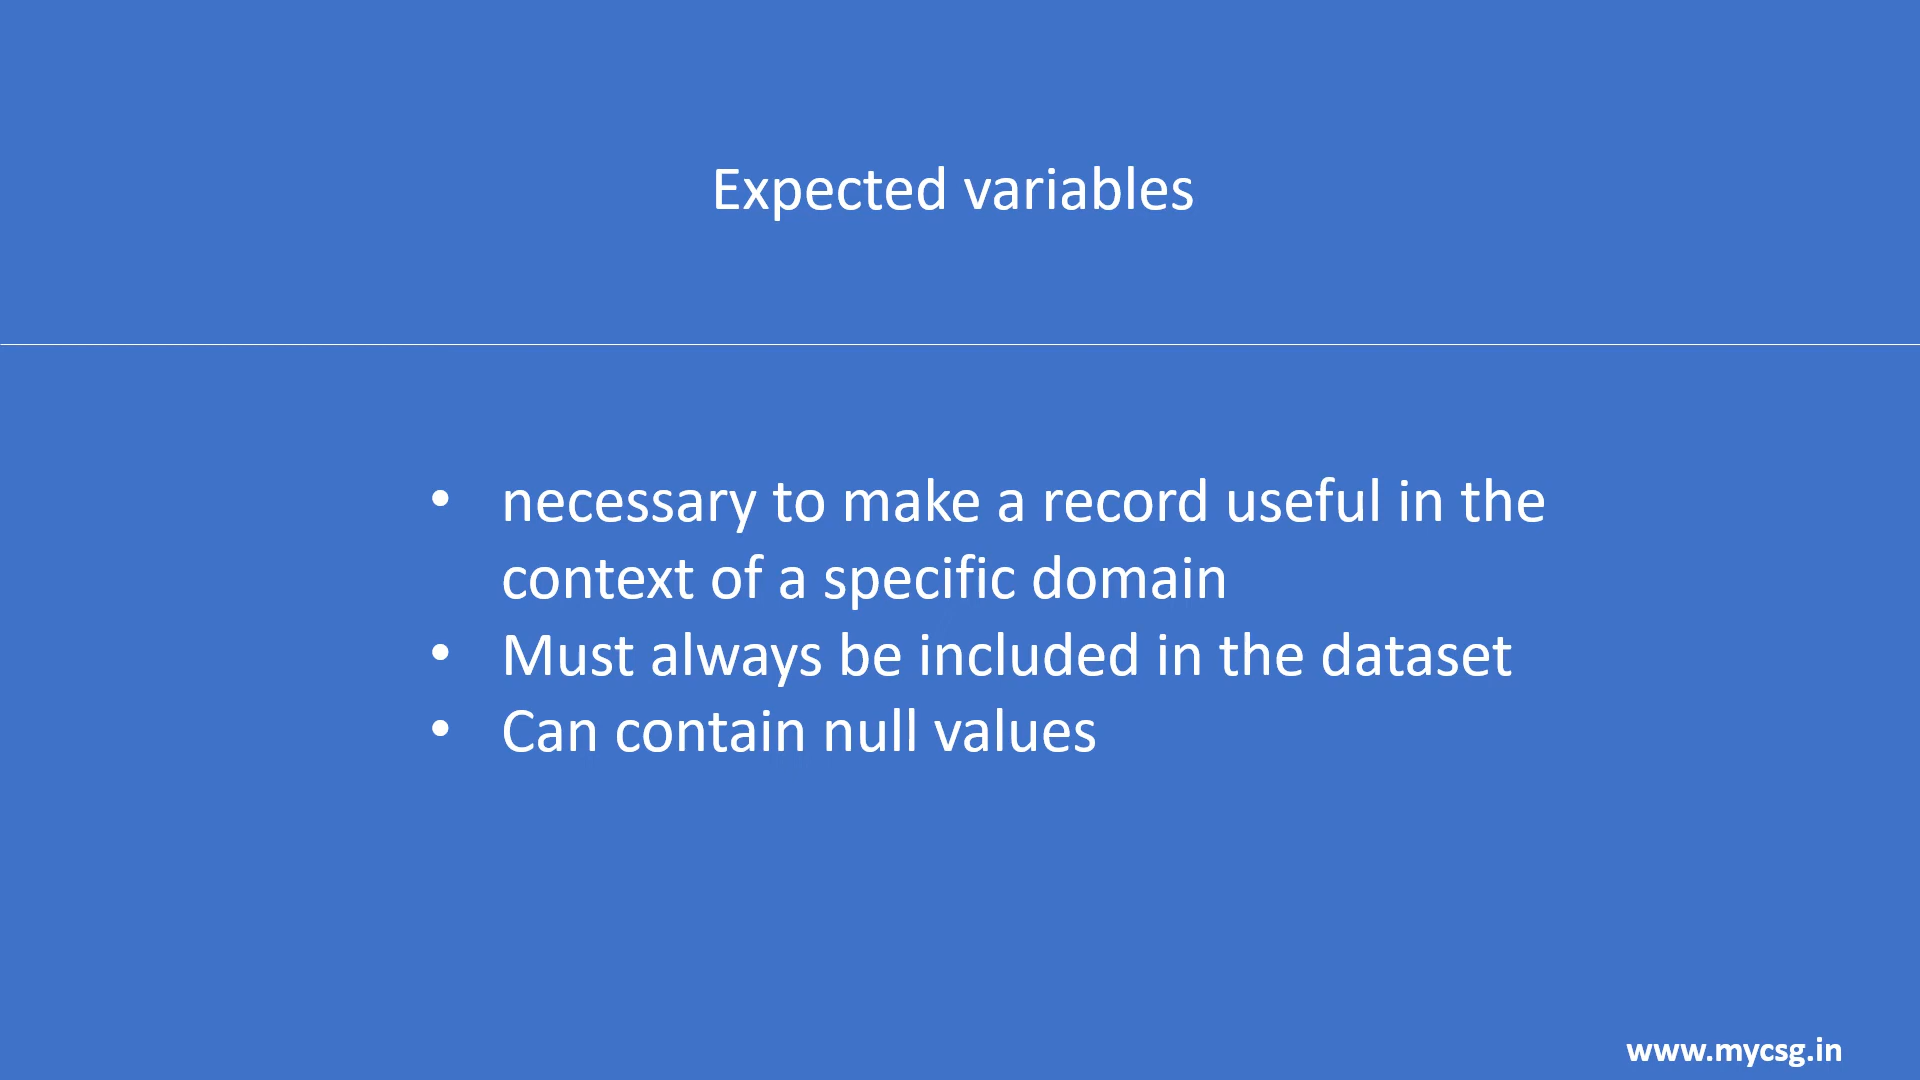 Expected variables
• necessary to make a record useful in the
context of a specific domain
• Must always be included in the dataset
• Can contain null values
www.mycsg.in